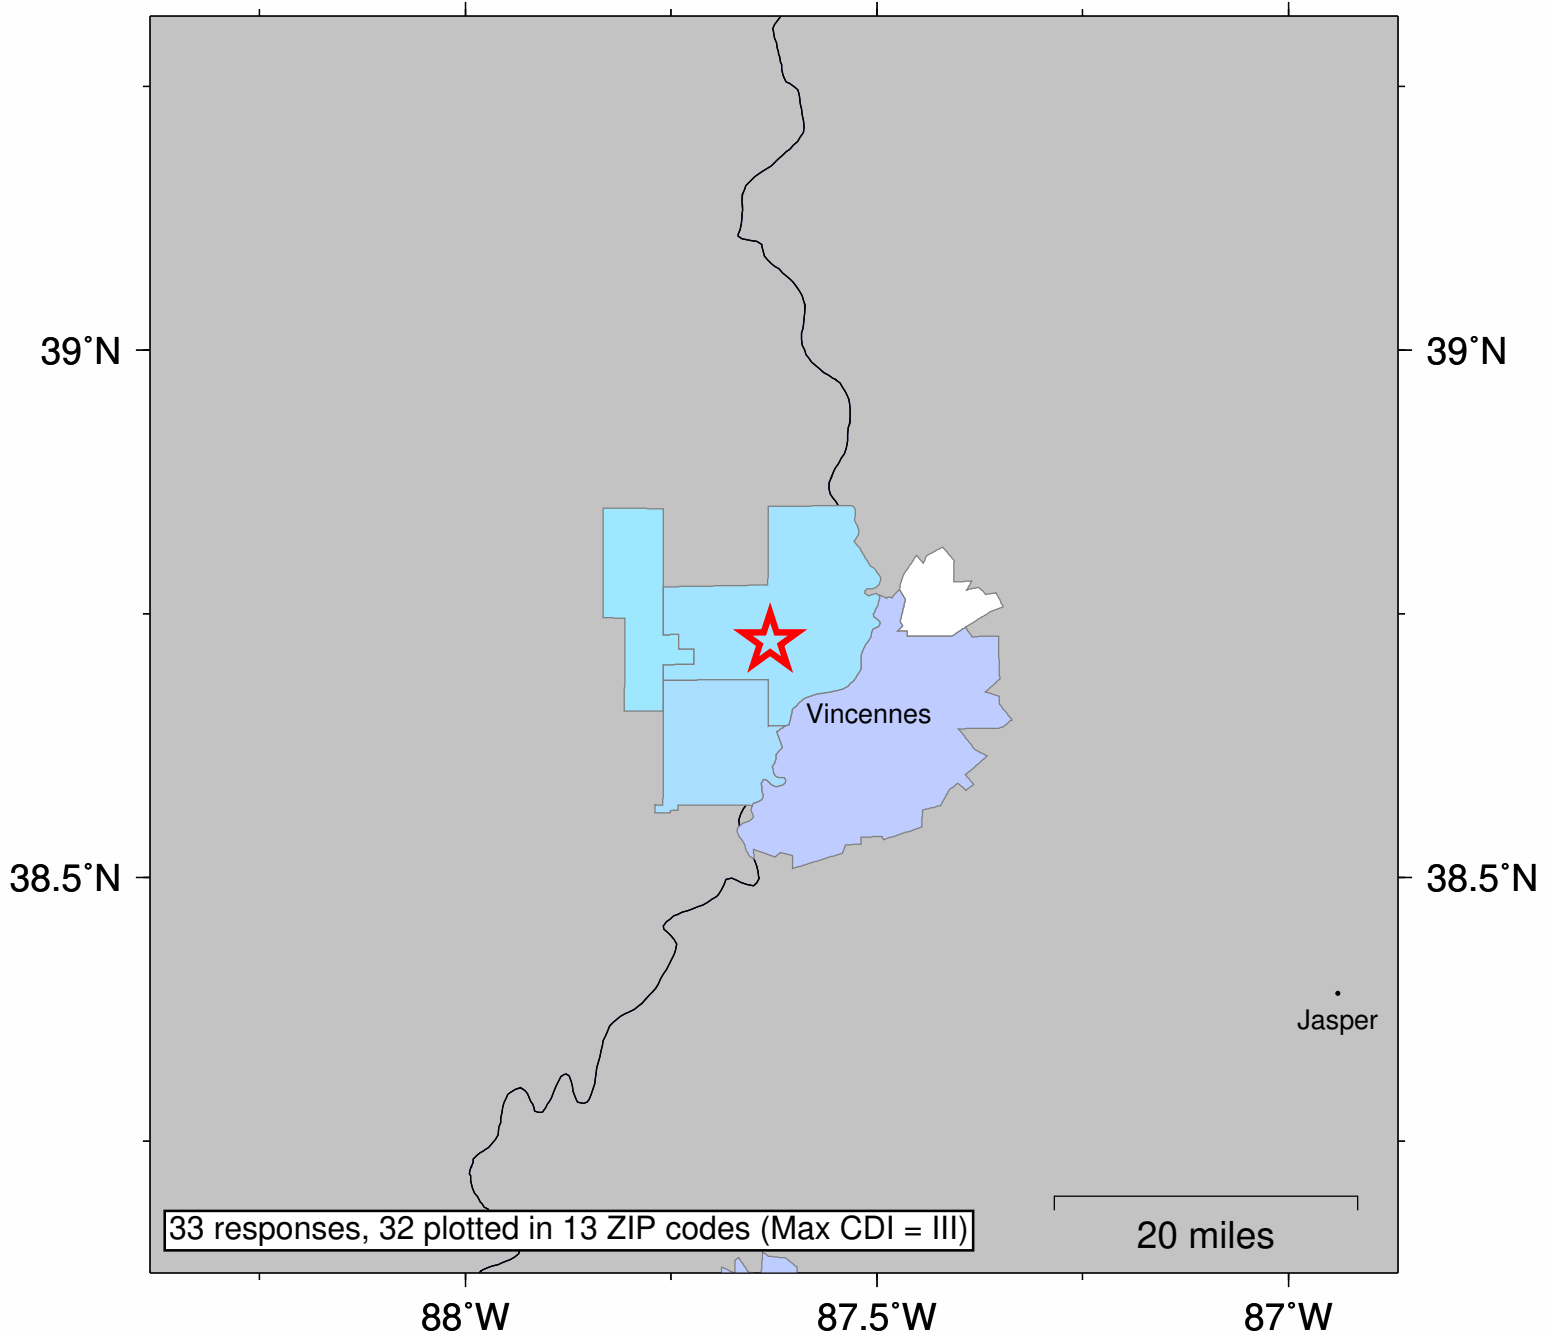 39°N
39°N
Vincennes
38.5°N
38.5°N
Jasper
33 responses, 32 plotted in 13 ZIP codes (Max CDI = III)
20 miles
88°W
87.5°W
87°W